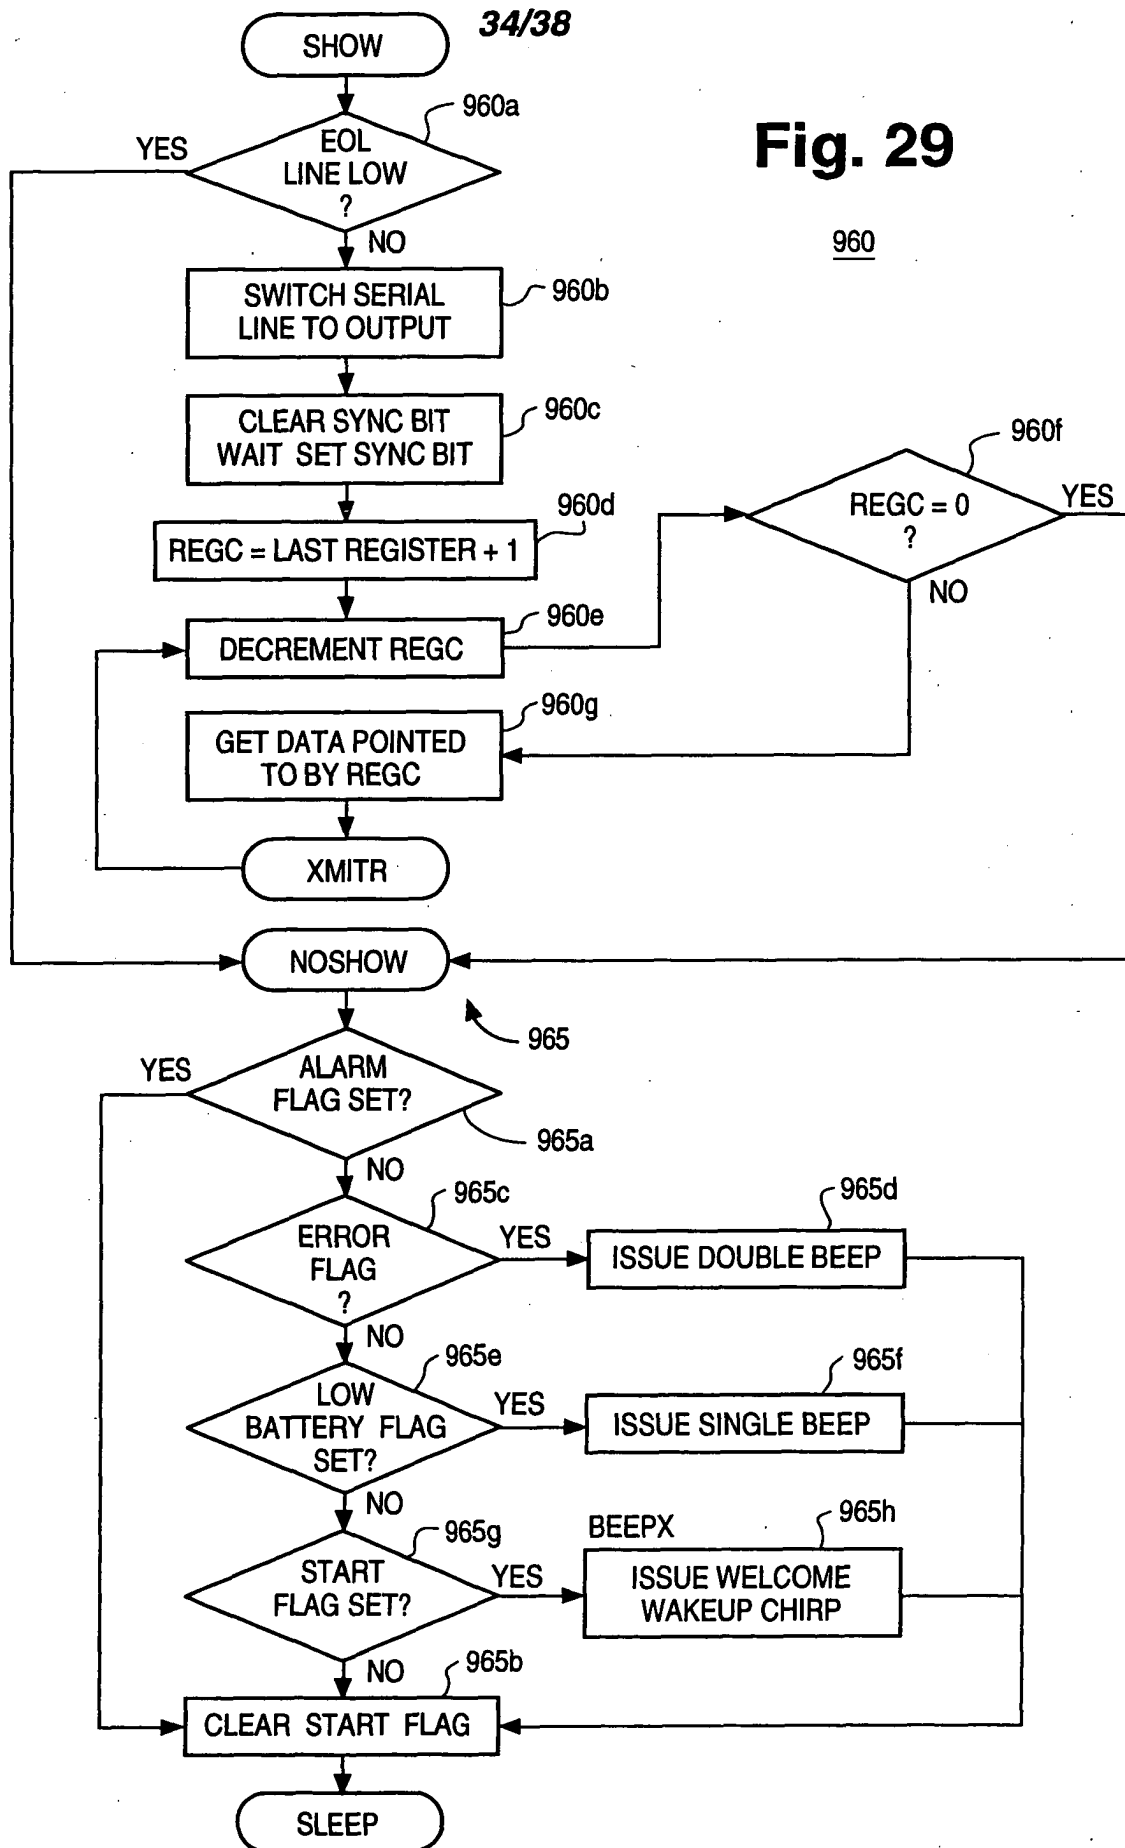 34/38
SHOW
960a
Fig. 29
960
YES
EOL
LINE LOW
?
NO
SWITCH SERIAL
LINE TO OUTPUT
960b
CLEAR SYNC BIT
WAIT SET SYNC BIT
960c
960f
REGC = 0
?
YES
NO
960d
REGC = LAST REGISTER + 1
960e
DECREMENT REGC
960g
GET DATA POINTED
TO BY REGC
XMITR
NOSHOW
965
YES
ALARM
FLAG SET?
965a
NO
965c
ERROR
FLAG
?
YES
965d
ISSUE DOUBLE BEEP
NO
965e
LOW
BATTERY FLAG
SET?
YES
965f
ISSUE SINGLE BEEP
NO
965g
START
FLAG SET?
YES
BEEPX
965h
ISSUE WELCOME
WAKEUP CHIRP
NO
965b
CLEAR START FLAG
SLEEP